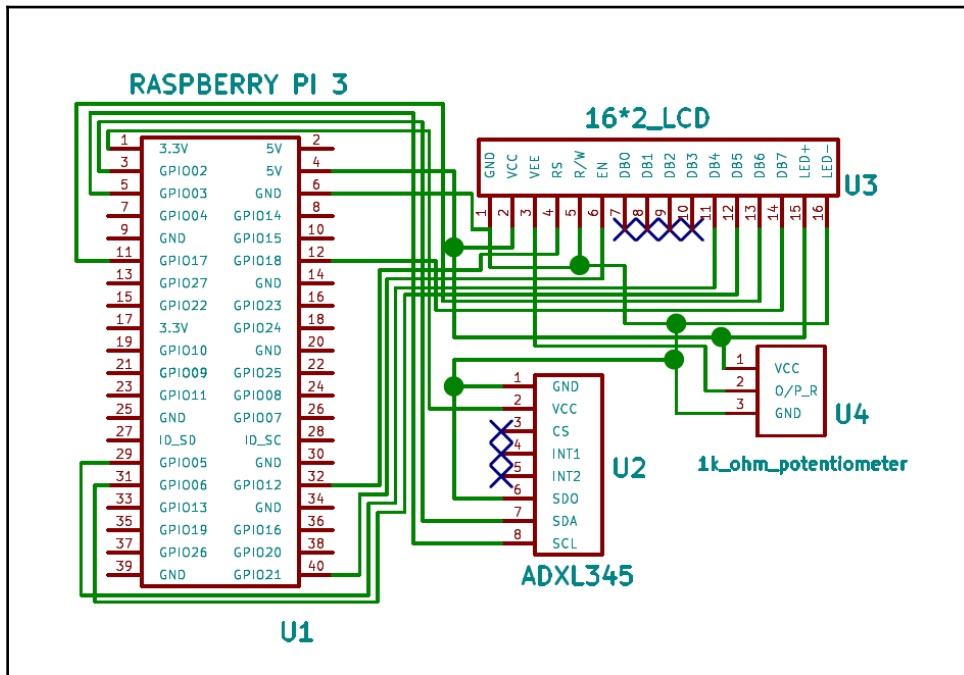 RASPBERRY PI 3
1 3.3V 5V 2
3 GPIO02 5V 4
5 GPIO03 GND 6
7 GPIO04 GPIO14 8
9 GND GPIO15 10
11 GPIO17 GPIO18 12
13 GPIO27 GND 14
15 GPIO22 GPIO23 16
17 3.3V GPIO24 18
19 GPIO10 GND 20
21 GPIO09 GPIO25 22
23 GPIO11 GPIO08 24
25 GND GPIO07 26
27 ID_SD ID_SC 28
29 GPIO05 GND 30
31 GPIO06 GPIO12 32
33 GPIO13 GND 34
35 GPIO19 GPIO16 36
37 GPIO26 GPIO20 38
39 GND GPIO21 40
U1
16*2_LCD
GND VCC VEE RS R/W EN DB0 DB1 DB2 DB3 DB4 DB5 DB6 DB7 LED+ LED-
1 2 3 4 5 6 7 8 9 10 11 12 13 14 15 16
U3
1 GND
2 VCC
3 CS
4 INT1
5 INT2
6 SDO
7 SDA
8 SCL
U2
ADXL345
1 VCC
2 O/P_R
3 GND
U4
1k_ohm_potentiometer